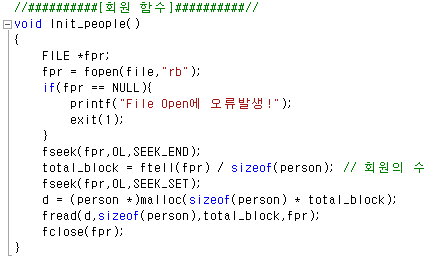 //##########[회원 함수]##########//
void Init_people()
{
    FILE *fpr;
    fpr = fopen(file,"rb");
    if(fpr == NULL){
        printf("File Open에 오류발생!");
        exit(1);
    }
    fseek(fpr,0L,SEEK_END);
    total_block = ftell(fpr) / sizeof(person); // 회원의 수
    fseek(fpr,0L,SEEK_SET);
    d = (person *)malloc(sizeof(person) * total_block);
    fread(d,sizeof(person),total_block,fpr);
    fclose(fpr);
}